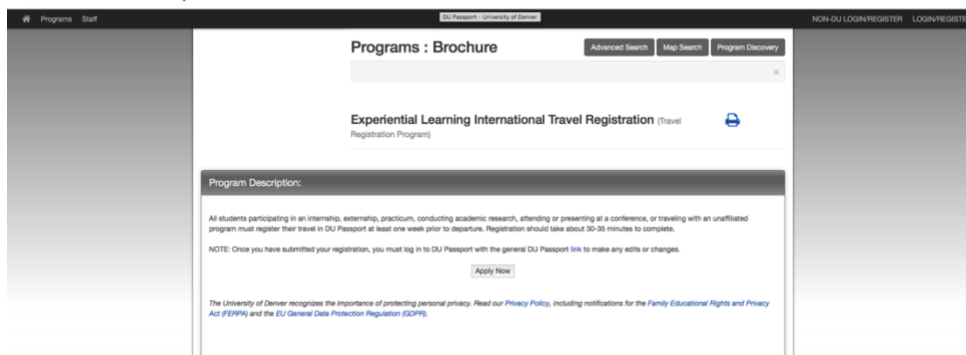 Programs Staff DU Passport - University of Denver NON-DU LOGIN/REGISTER LOGIN/REGISTE
Programs : Brochure Advanced Search Map Search Program Discovery
×
Experiential Learning International Travel Registration (Travel
Registration Program)
Program Description:
All students participating in an internship, externship, practicum, conducting academic research, attending or presenting at a conference, or traveling with an unaffiliated
program must register their travel in DU Passport at least one week prior to departure. Registration should take about 30-35 minutes to complete.
NOTE: Once you have submitted your registration, you must log in to DU Passport with the general DU Passport link to make any edits or changes.
Apply Now
The University of Denver recognizes the importance of protecting personal privacy. Read our Privacy Policy, including notifications for the Family Educational Rights and Privacy
Act (FERPA) and the EU General Data Protection Regulation (GDPR).